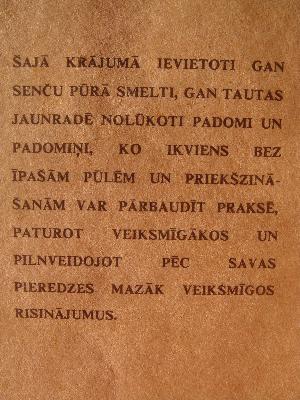 ŠAJĀ KRĀJUMĀ IEVIETOTI GAN
SENČU PŪRĀ SMELTI, GAN TAUTAS
JAUNRADĒ NOLŪKOTI PADOMI UN
PADOMIŅI, KO IKVIENS BEZ
ĪPAŠĀM PŪLĒM UN PRIEKŠZINĀ-
ŠANĀM VAR PĀRBAUDĪT PRAKSĒ,
PATUROT VEIKSMĪGĀKOS UN
PILNVEIDOJOT PĒC SAVAS
PIEREDZES MAZĀK VEIKSMĪGOS
RISINĀJUMUS.